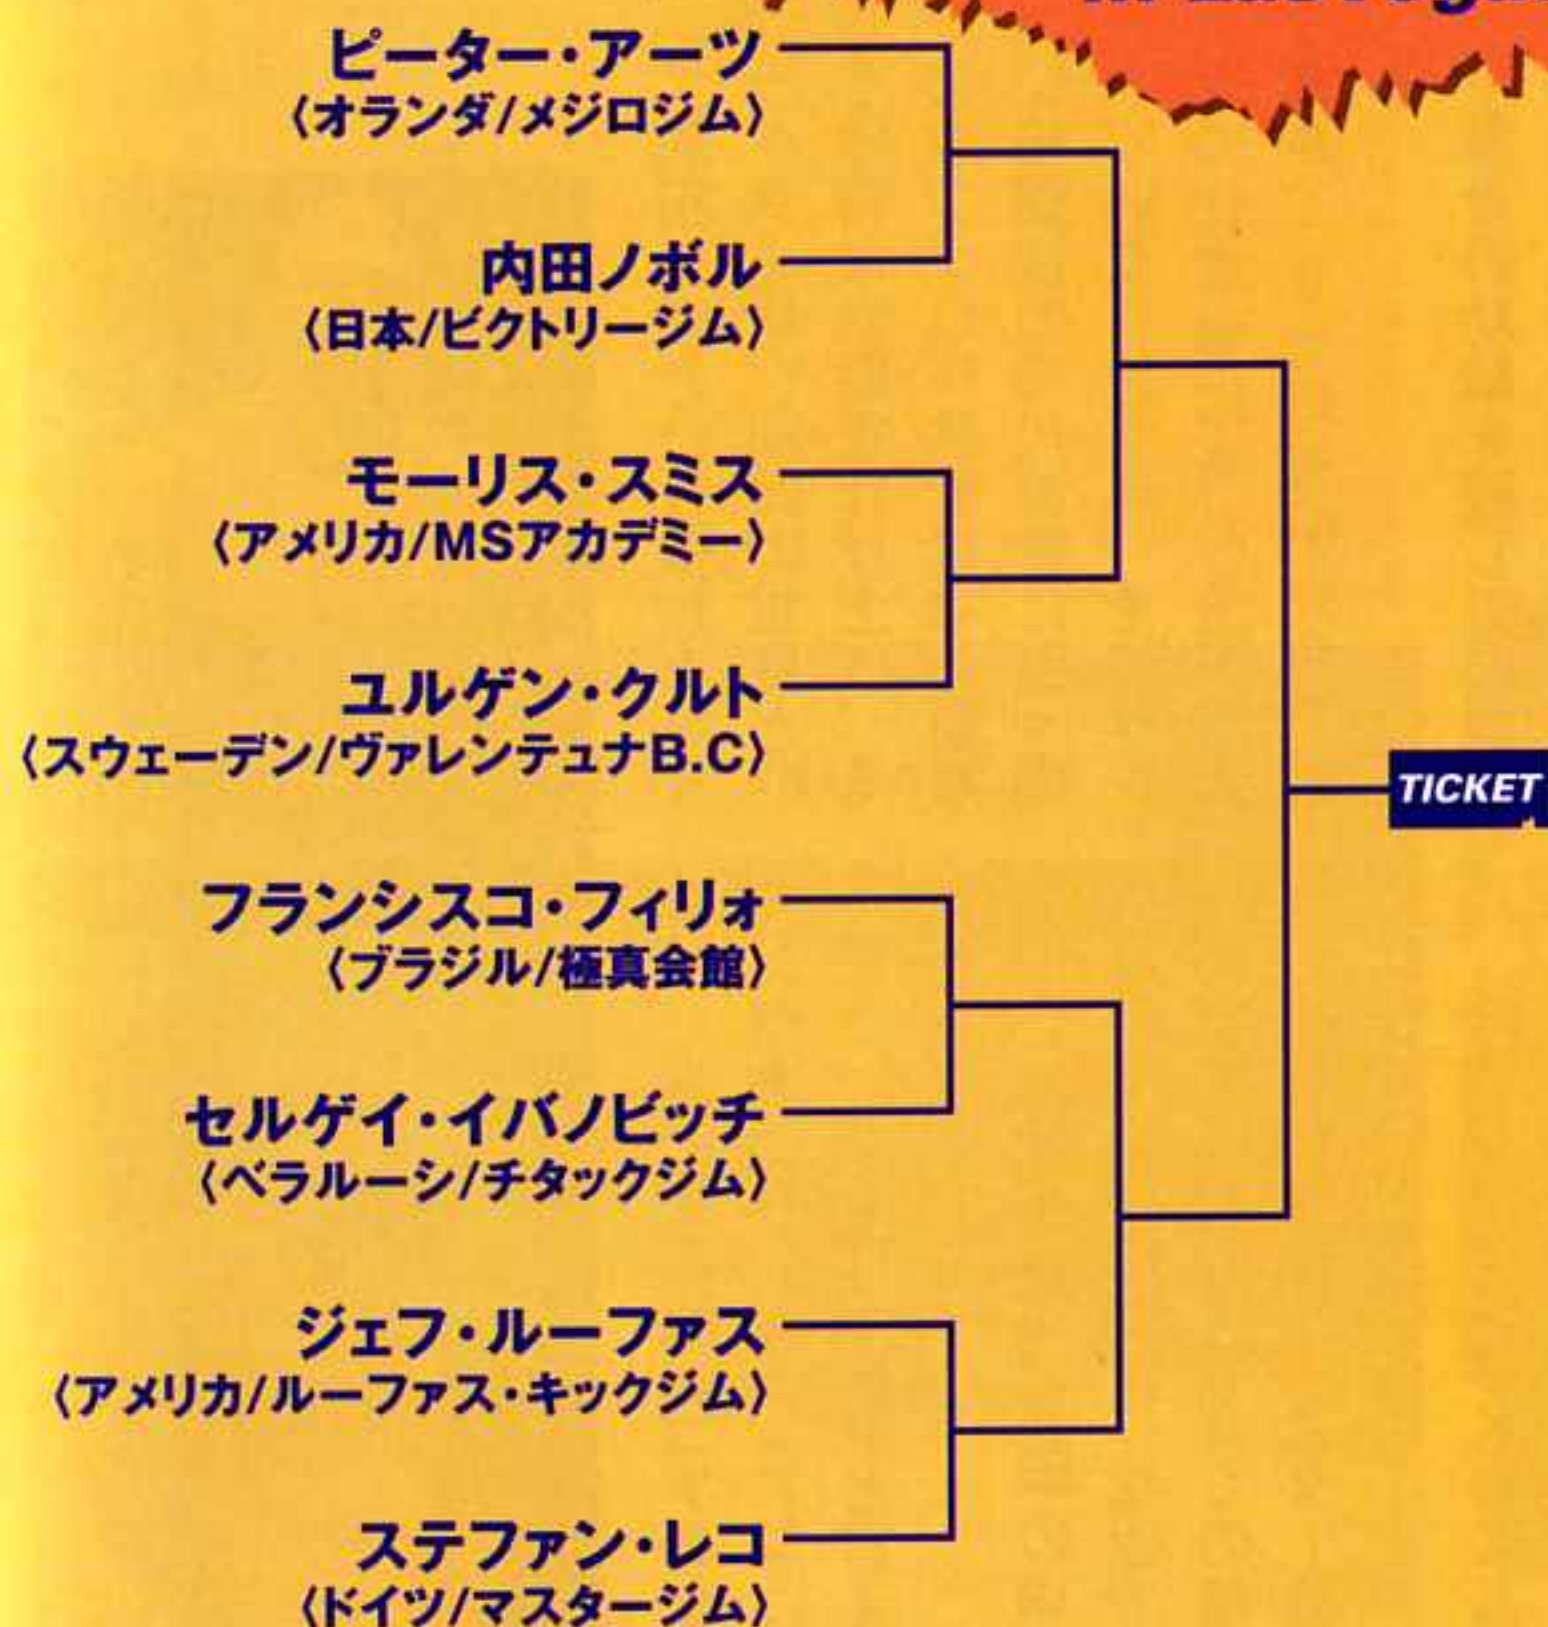 ピーター・アーツ
〈オランダ/メジロジム〉
内田ノボル
〈日本/ビクトリージム〉
モーリス・スミス
〈アメリカ/MSアカデミー〉
ユルゲン・クルト
〈スウェーデン/ヴァレンテュナB.C〉
TICKET
フランシスコ・フィリォ
〈ブラジル/極真会館〉
セルゲイ・イバノビッチ
〈ベラルーシ/チタックジム〉
ジェフ・ルーファス
〈アメリカ/ルーファス・キックジム〉
ステファン・レコ
〈ドイツ/マスタージム〉